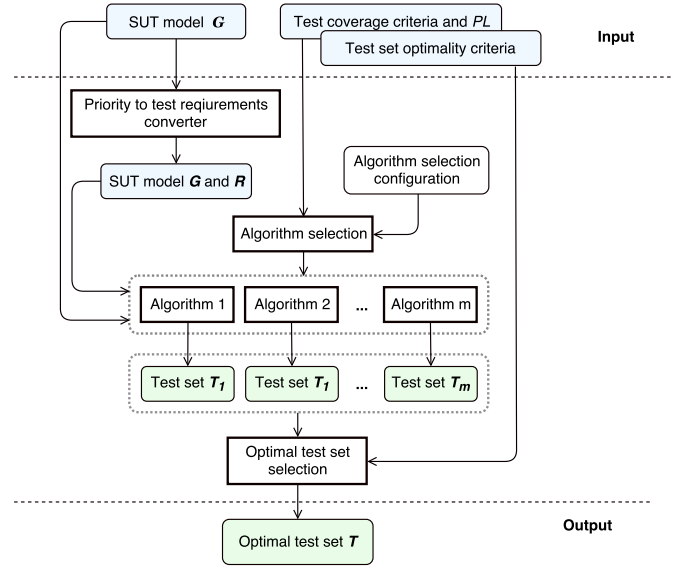 SUT model G
Test coverage criteria and PL
Test set optimality criteria
Input
Priority to test reqiurements
converter
SUT model G and R
Algorithm selection
configuration
Algorithm selection
Algorithm 1
Algorithm 2
...
Algorithm m
Test set T1
Test set T1
...
Test set Tm
Optimal test set
selection
Output
Optimal test set T